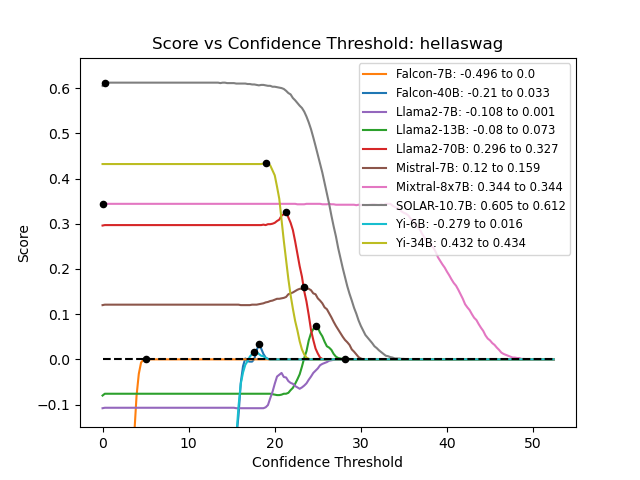 Score vs Confidence Threshold: hellaswag
Falcon-7B: -0.496 to 0.0
Falcon-40B: -0.21 to 0.033
Llama2-7B: -0.108 to 0.001
Llama2-13B: -0.08 to 0.073
Llama2-70B: 0.296 to 0.327
Mistral-7B: 0.12 to 0.159
Mixtral-8x7B: 0.344 to 0.344
SOLAR-10.7B: 0.605 to 0.612
Yi-6B: -0.279 to 0.016
Yi-34B: 0.432 to 0.434
Score
0.6
0.5
0.4
0.3
0.2
0.1
0.0
−0.1
0 10 20 30 40 50
Confidence Threshold